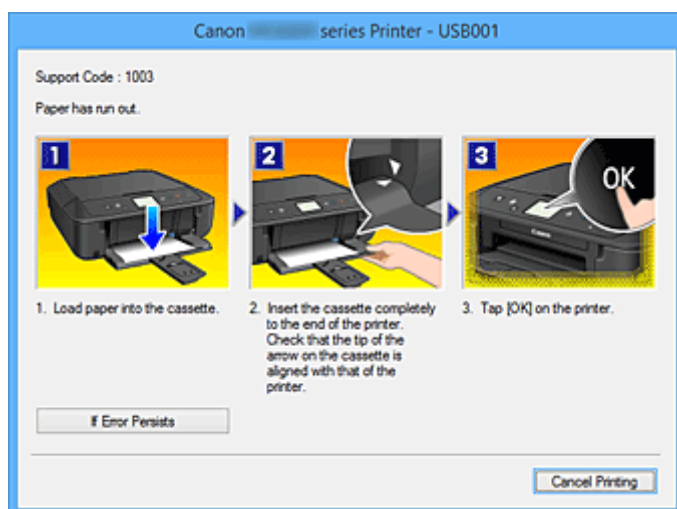 Canon series Printer - USB001
Support Code : 1003
Paper has run out.
1
2
3
OK
Canon
1. Load paper into the cassette.
2. Insert the cassette completely
to the end of the printer.
Check that the tip of the
arrow on the cassette is
aligned with that of the
printer.
3. Tap [OK] on the printer.
If Error Persists
Cancel Printing